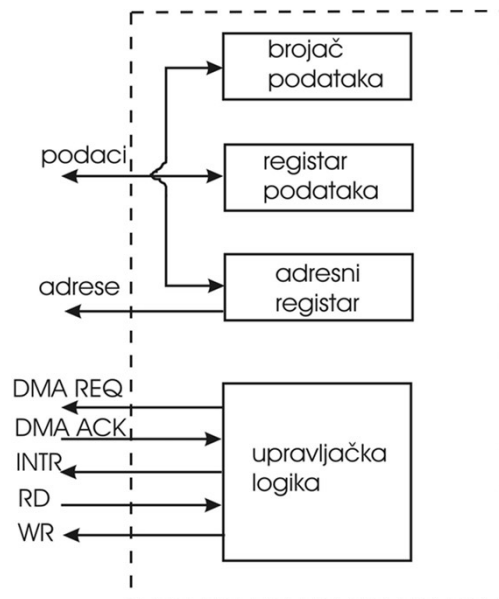 brojač
podataka
podaci
registar
podataka
adrese
adresni
registar
DMA REQ
DMA ACK
INTR
RD
WR
upravljačka
logika